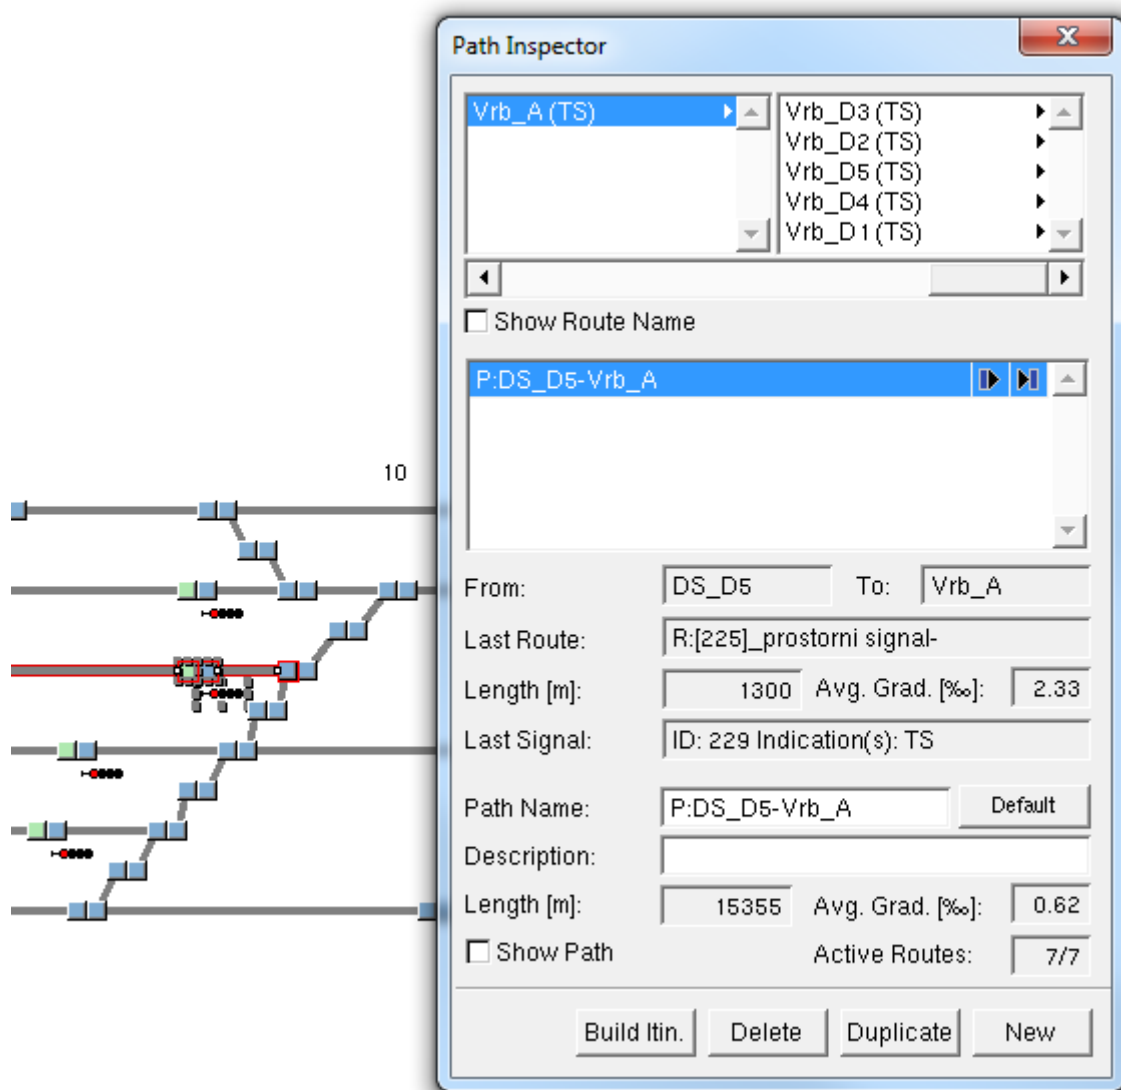 Path Inspector
Vrb_A (TS)
Vrb_D3 (TS)
Vrb_D2 (TS)
Vrb_D5 (TS)
Vrb_D4 (TS)
Vrb_D1 (TS)
Show Route Name
P:DS_D5-Vrb_A
10
From: DS_D5 To: Vrb_A
Last Route: R:[225]_prostorni signal-
Length [m]: 1300 Avg. Grad. [‰]: 2.33
Last Signal: ID: 229 Indication(s): TS
Path Name: P:DS_D5-Vrb_A Default
Description:
Length [m]: 15355 Avg. Grad. [‰]: 0.62
Show Path Active Routes: 7/7
Build Itin. Delete Duplicate New